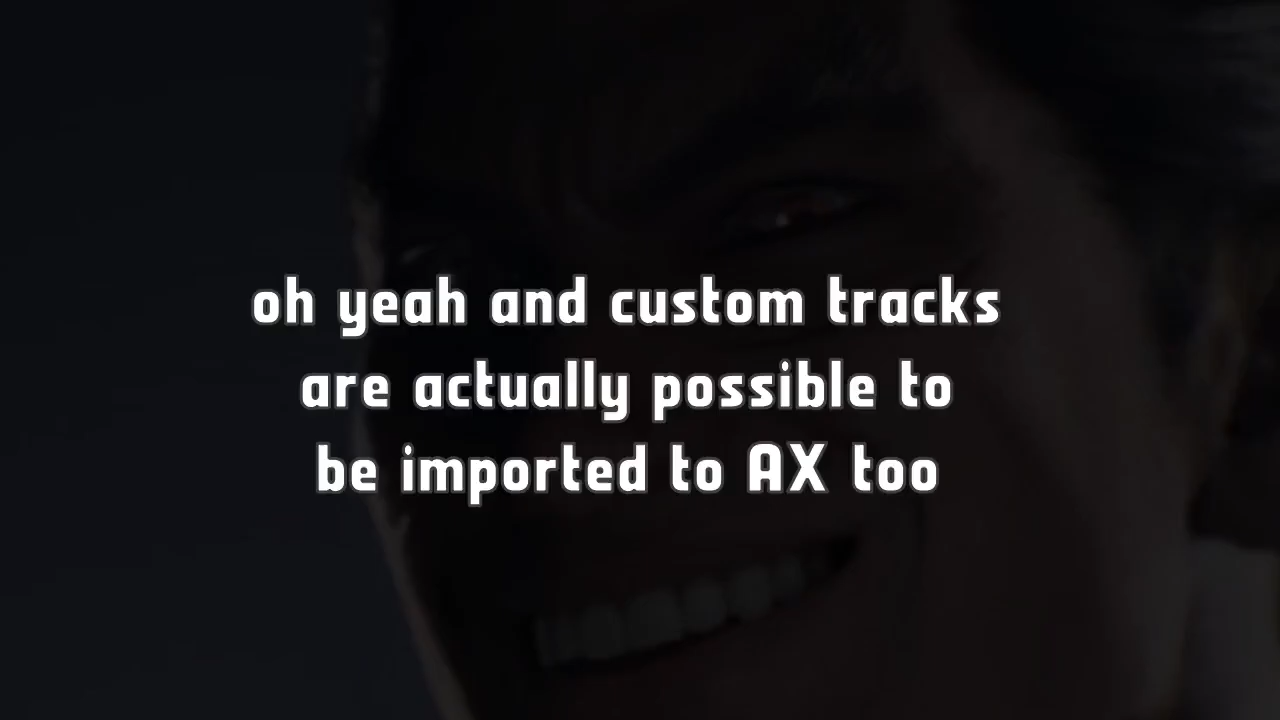 oh yeah and custom tracks
are actually possible to
be imported to AX too